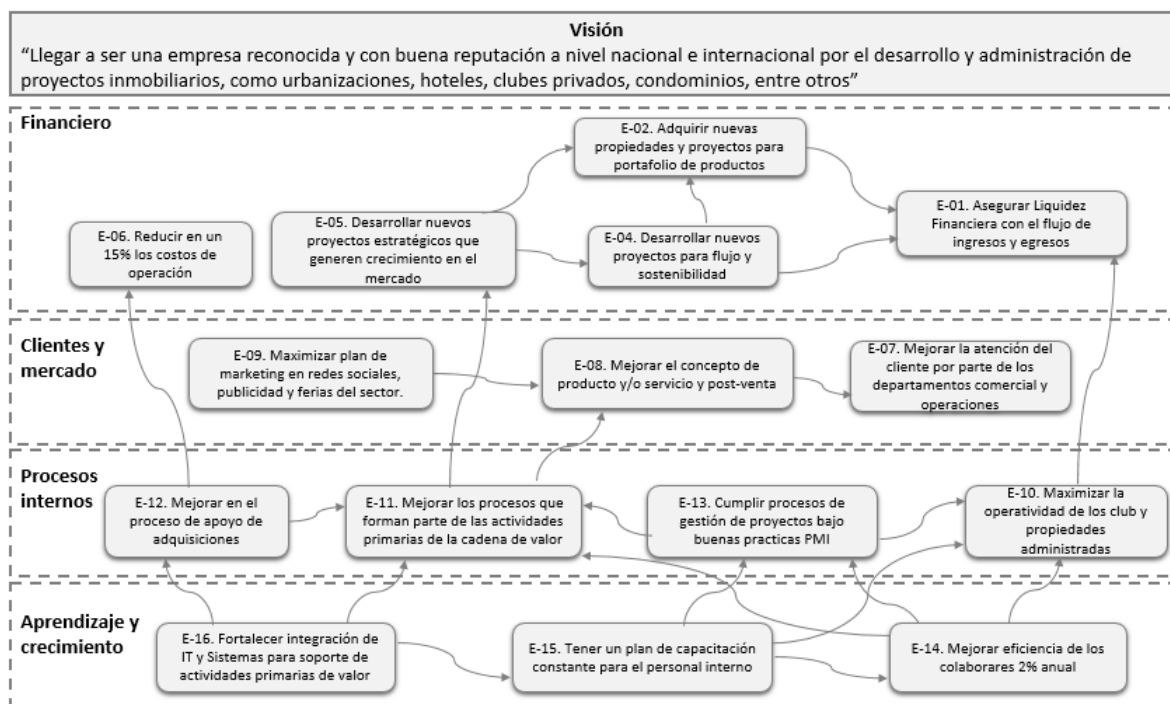 Visión
“Llegar a ser una empresa reconocida y con buena reputación a nivel nacional e internacional por el desarrollo y administración de
proyectos inmobiliarios, como urbanizaciones, hoteles, clubes privados, condominios, entre otros”
Financiero
E-02. Adquirir nuevas
propiedades y proyectos para
portafolio de productos
E-06. Reducir en un
15% los costos de
operación
E-05. Desarrollar nuevos
proyectos estratégicos que
generen crecimiento en el
mercado
E-04. Desarrollar nuevos
proyectos para flujo y
sostenibilidad
E-01. Asegurar Liquidez
Financiera con el flujo de
ingresos y egresos
Clientes y
mercado
E-09. Maximizar plan de
marketing en redes sociales,
publicidad y ferias del sector.
E-08. Mejorar el concepto de
producto y/o servicio y post-venta
E-07. Mejorar la atención del
cliente por parte de los
departamentos comercial y
operaciones
Procesos
internos
E-12. Mejorar en el
proceso de apoyo de
adquisiciones
E-11. Mejorar los procesos que
forman parte de las actividades
primarias de la cadena de valor
E-13. Cumplir procesos de
gestión de proyectos bajo
buenas practicas PMI
E-10. Maximizar la
operatividad de los club y
propiedades
administradas
Aprendizaje y
crecimiento
E-16. Fortalecer integración de
IT y Sistemas para soporte de
actividades primarias de valor
E-15. Tener un plan de capacitación
constante para el personal interno
E-14. Mejorar eficiencia de los
colaborares 2% anual